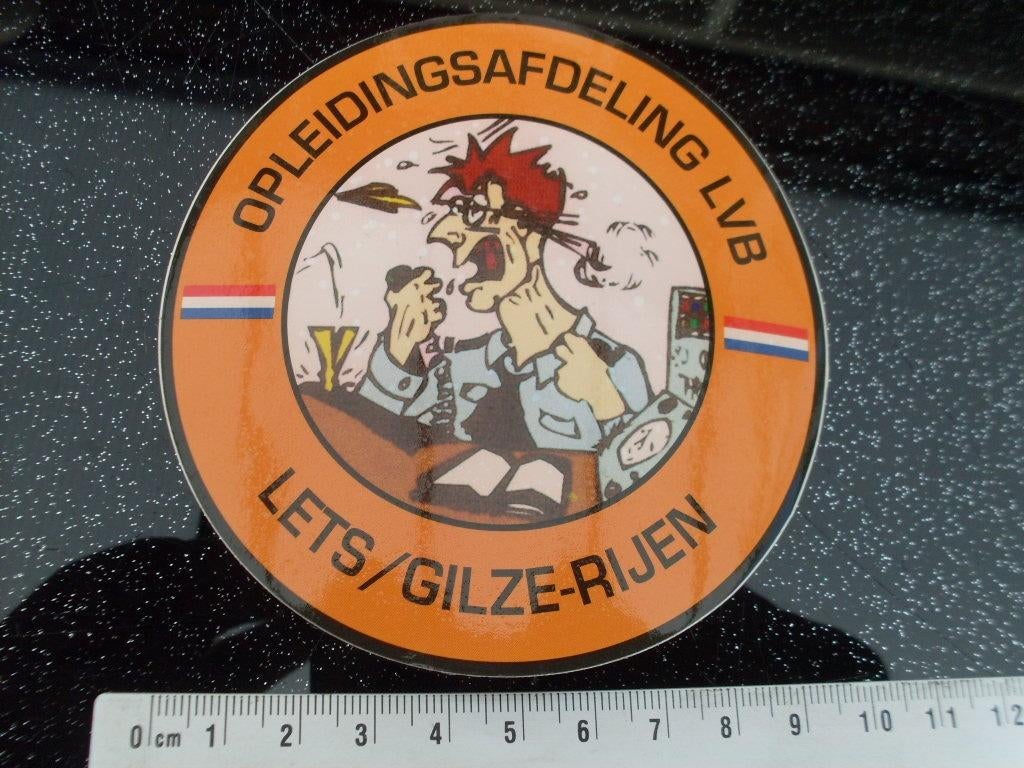 OPLEIDINGSAFDELING LVB
LETS/GILZE-RIJEN
0 cm 1 2 3 4 5 6 7 8 9 10 11 12